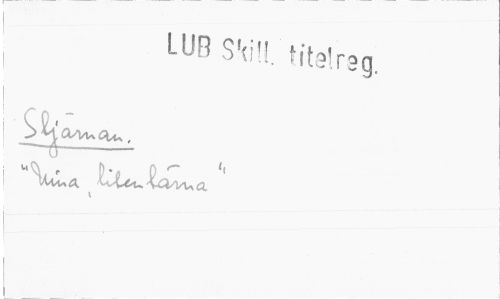 LUB Skill. titelreg.
Stjärnan.
"Nina, liten tärna"